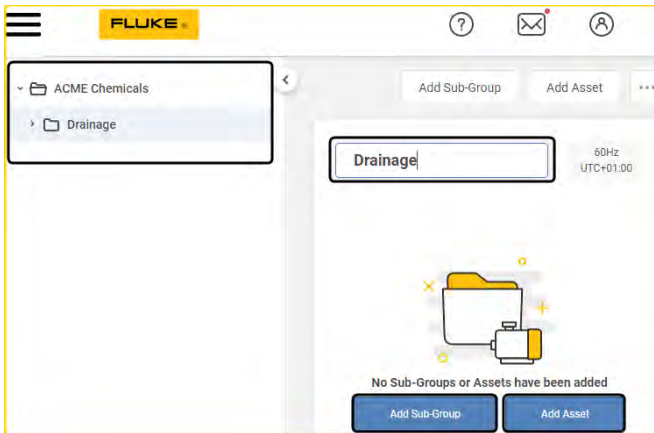 FLUKE®
ACME Chemicals
Drainage
Add Sub-Group
Add Asset
Drainage
60Hz
UTC+01:00
No Sub-Groups or Assets have been added
Add Sub-Group
Add Asset